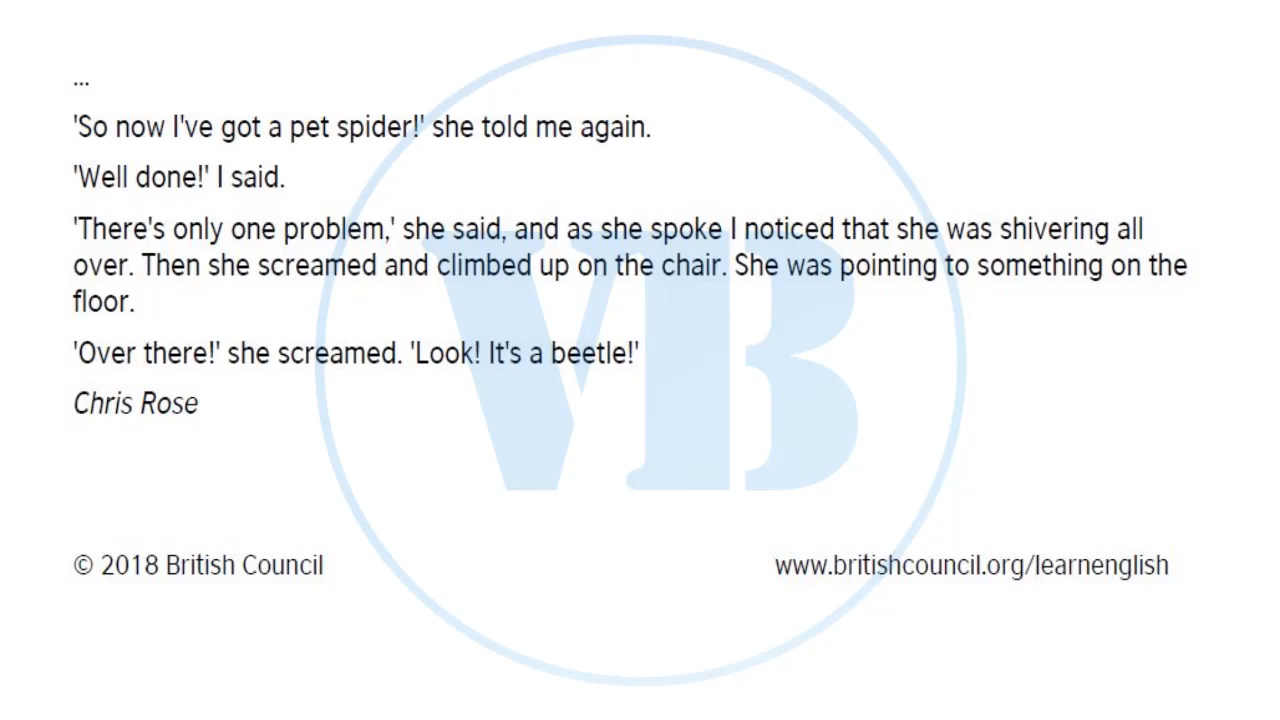 ...
'So now I've got a pet spider!' she told me again.
'Well done!' I said.
'There's only one problem,' she said, and as she spoke I noticed that she was shivering all
over. Then she screamed and climbed up on the chair. She was pointing to something on the
floor.
'Over there!' she screamed. 'Look! It's a beetle!'
Chris Rose
VB
© 2018 British Council
www.britishcouncil.org/learnenglish